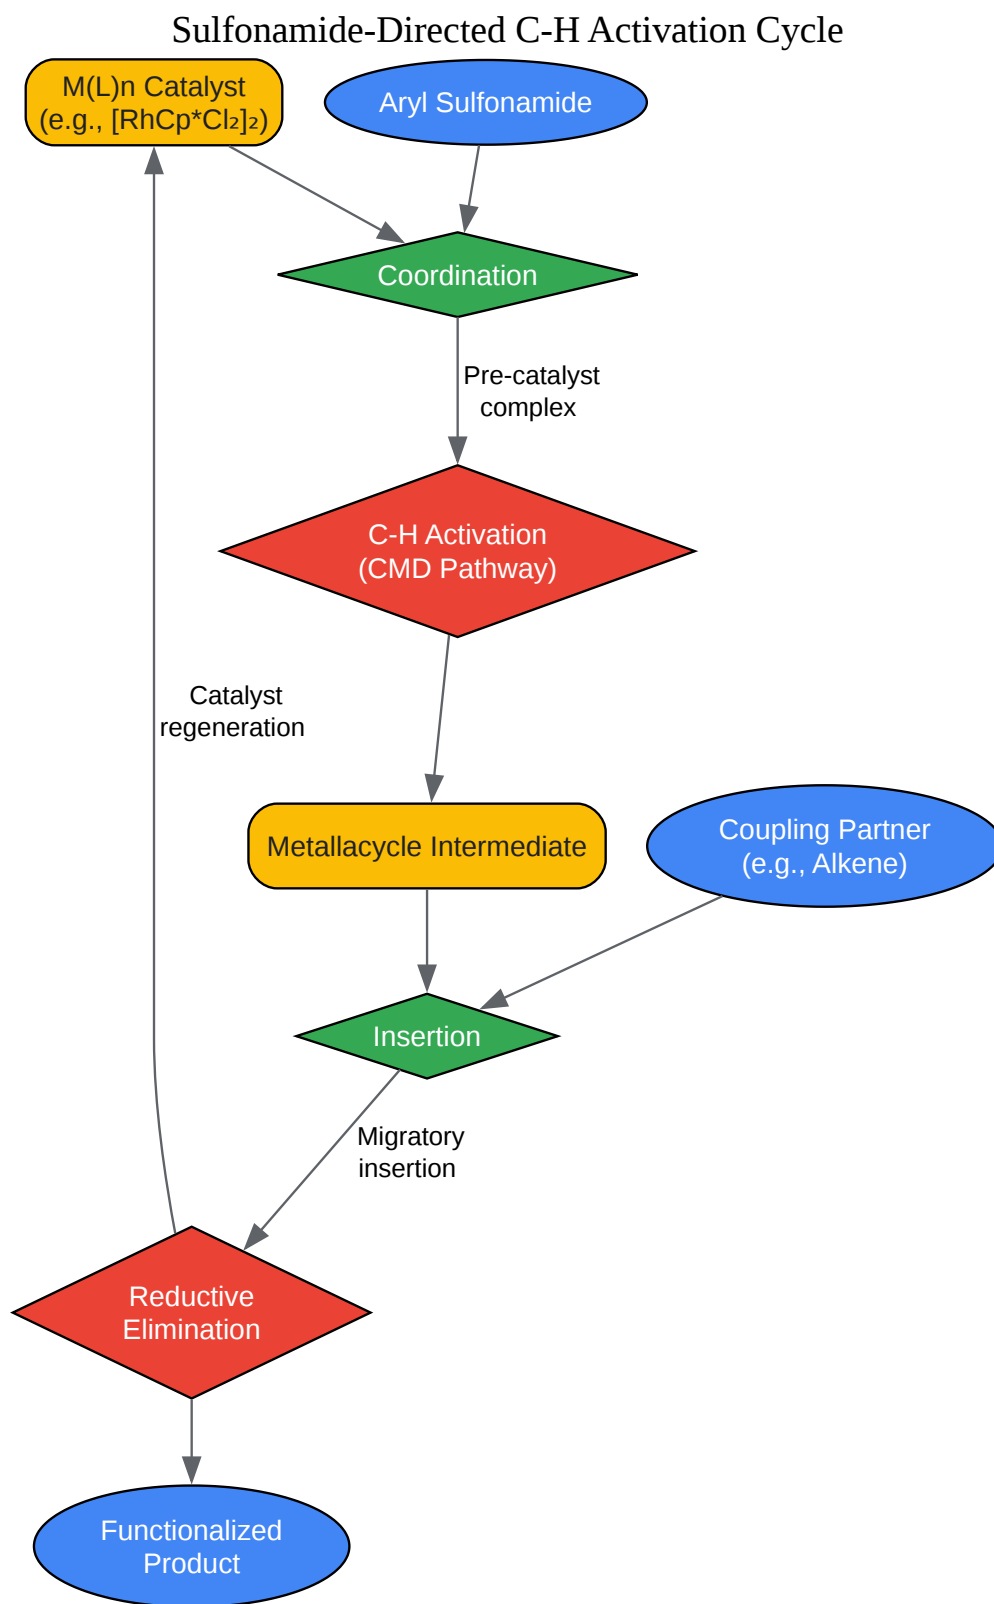 Sulfonamide-Directed C-H Activation Cycle
M(L)n Catalyst
(e.g., [RhCp*Cl₂]₂)
Aryl Sulfonamide
Coordination
Pre-catalyst
complex
C-H Activation
(CMD Pathway)
Catalyst
regeneration
Metallacycle Intermediate
Coupling Partner
(e.g., Alkene)
Insertion
Migratory
insertion
Reductive
Elimination
Functionalized
Product